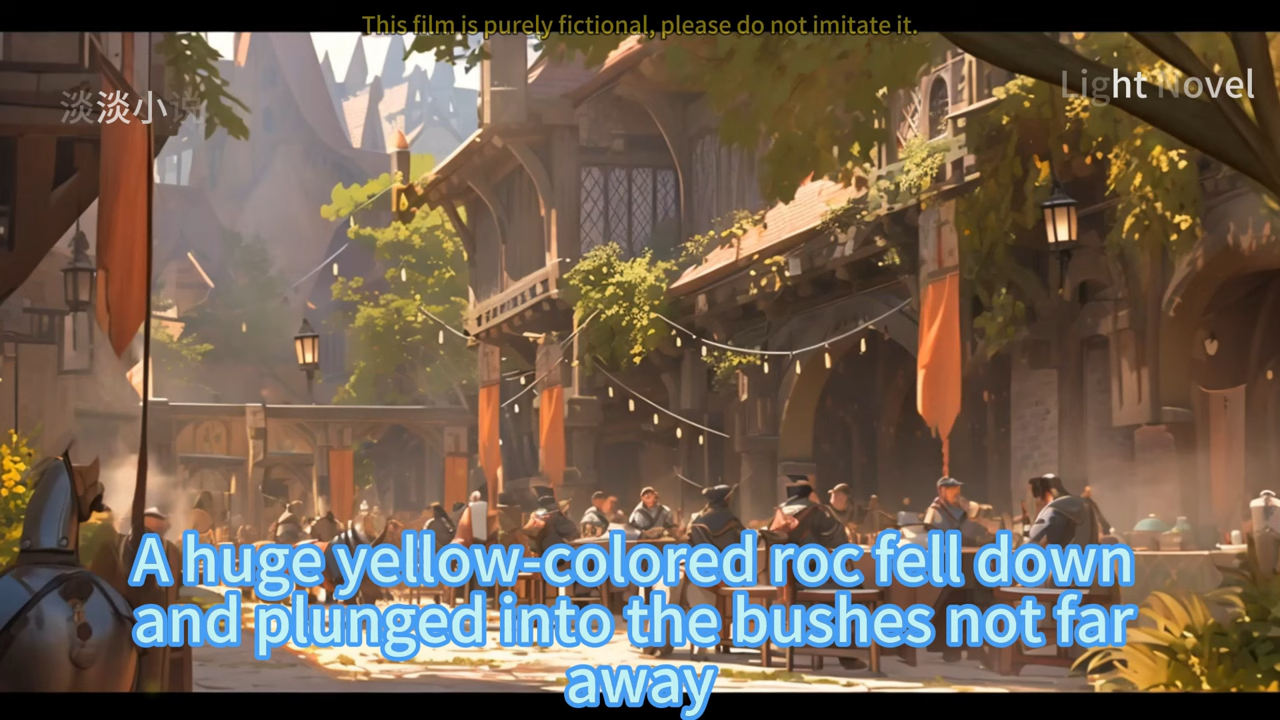 This film is purely fictional, please do not imitate it.
淡淡小说
Light Novel
A huge yellow-colored roc fell down
and plunged into the bushes not far
away